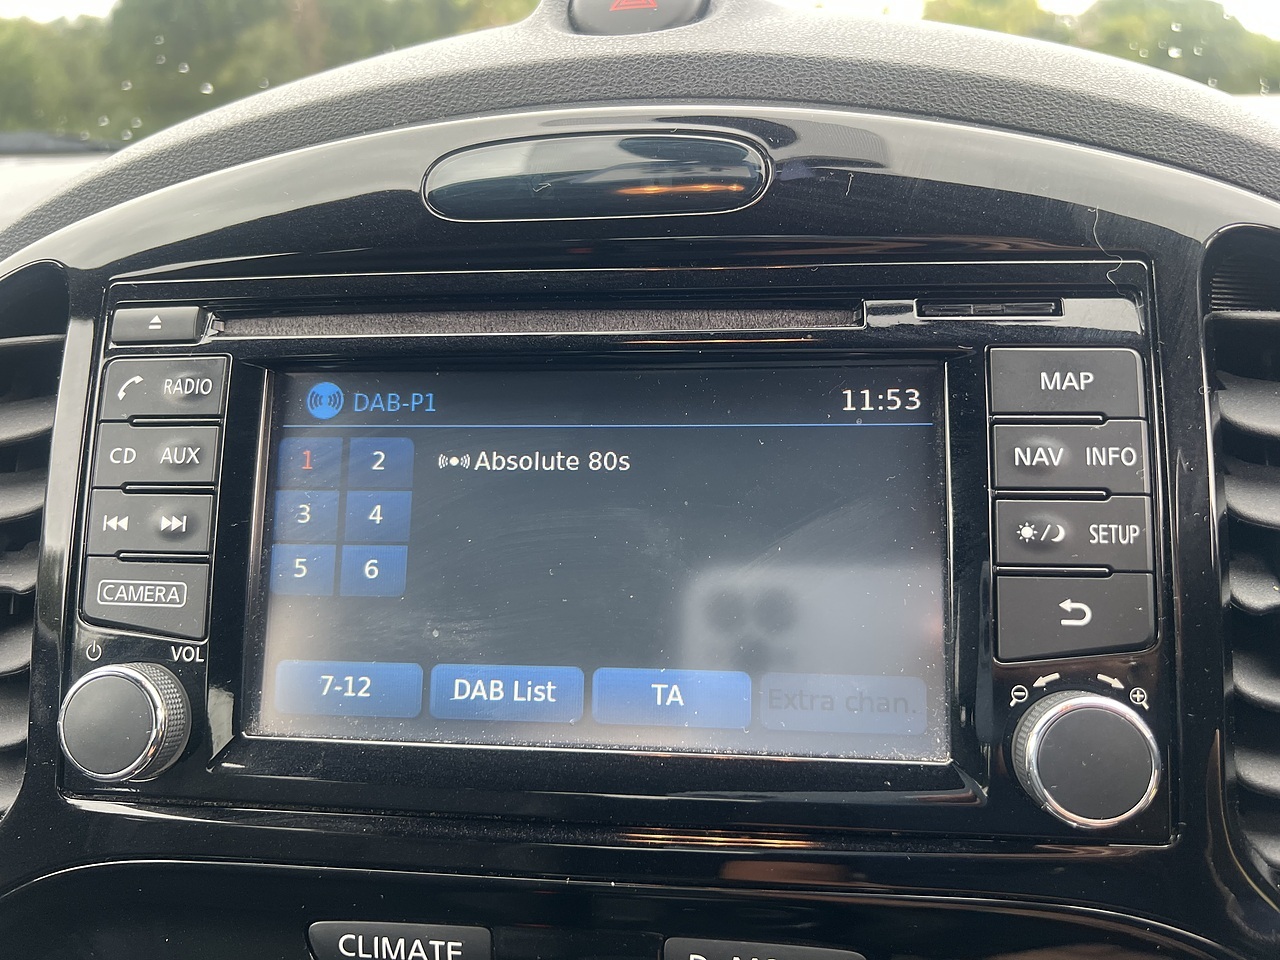 DAB-P1 11:53
RADIO
MAP
1 2
Absolute 80s
CD AUX
NAV INFO
3 4
SETUP
5 6
CAMERA
VOL
7-12 DAB List TA Extra chan.
CLIMATE